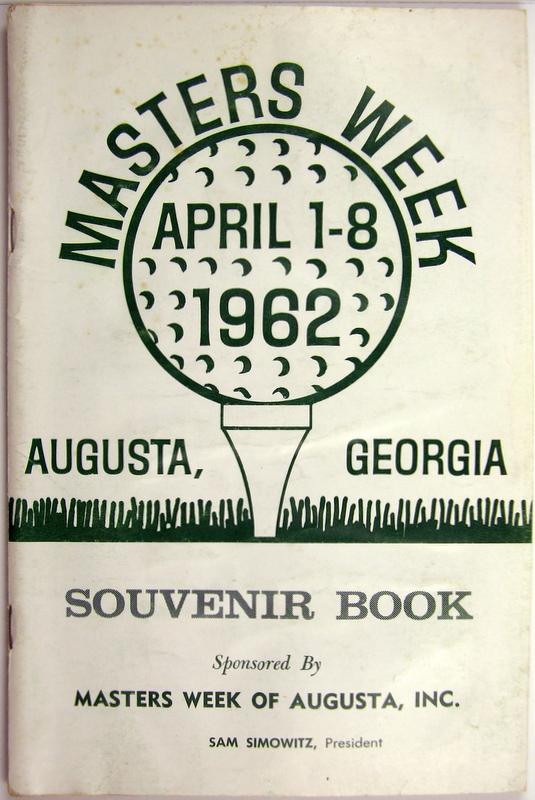 MASTERS WEEK
APRIL 1-8
1962
AUGUSTA, GEORGIA
SOUVENIR BOOK
Sponsored By
MASTERS WEEK OF AUGUSTA, INC.
SAM SIMOWITZ, President